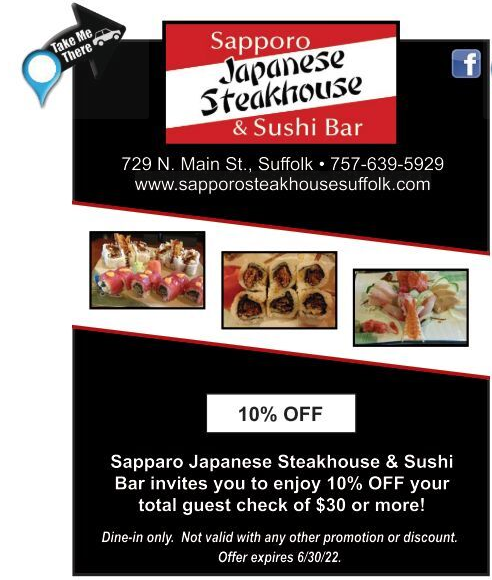 Take Me
There
f
Sapporo
Japanese
Steakhouse
& Sushi Bar
729 N. Main St., Suffolk • 757-639-5929
www.sapporosteakhousesuffolk.com
10% OFF
Sapparo Japanese Steakhouse & Sushi
Bar invites you to enjoy 10% OFF your
total guest check of $30 or more!
Dine-in only.  Not valid with any other promotion or discount.
Offer expires 6/30/22.